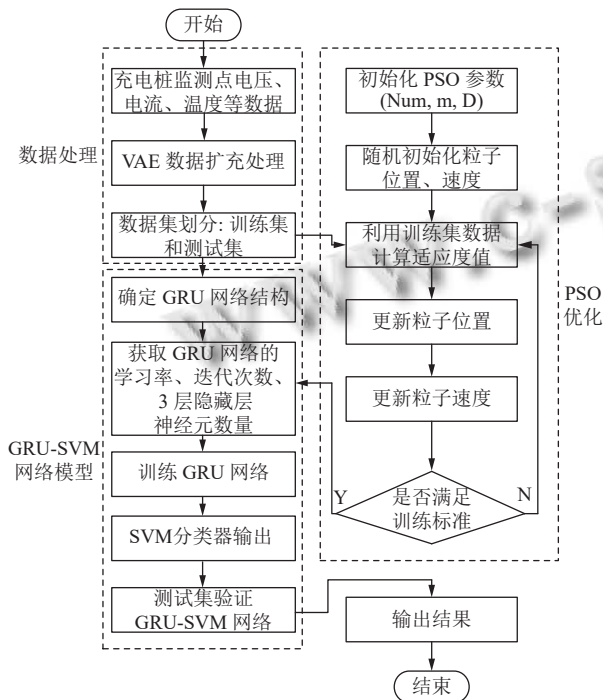 开始
充电桩监测点电压、
电流、温度等数据
VAE 数据扩充处理
数据集划分: 训练集
和测试集
数据处理
确定 GRU 网络结构
获取 GRU 网络的
学习率、迭代次数、
3 层隐藏层
神经元数量
训练 GRU 网络
SVM分类器输出
测试集验证
GRU-SVM 网络
GRU-SVM
网络模型
初始化 PSO 参数
(Num, m, D)
随机初始化粒子
位置、速度
利用训练集数据
计算适应度值
更新粒子位置
更新粒子速度
是否满足
训练标准
Y
N
PSO
优化
输出结果
结束